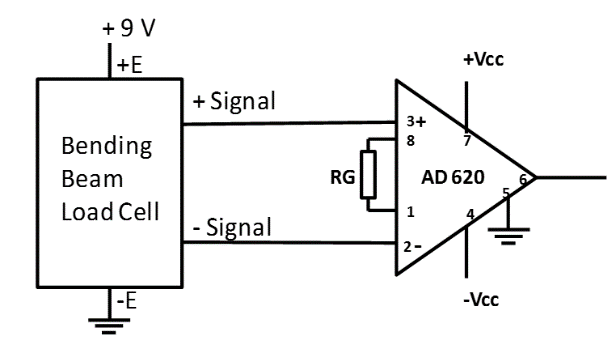 + 9 V
+E
+Vcc
+ Signal
3+
8
7
Bending
Beam
Load Cell
RG
AD 620
6
5
1
4
- Signal
2-
-E
-Vcc